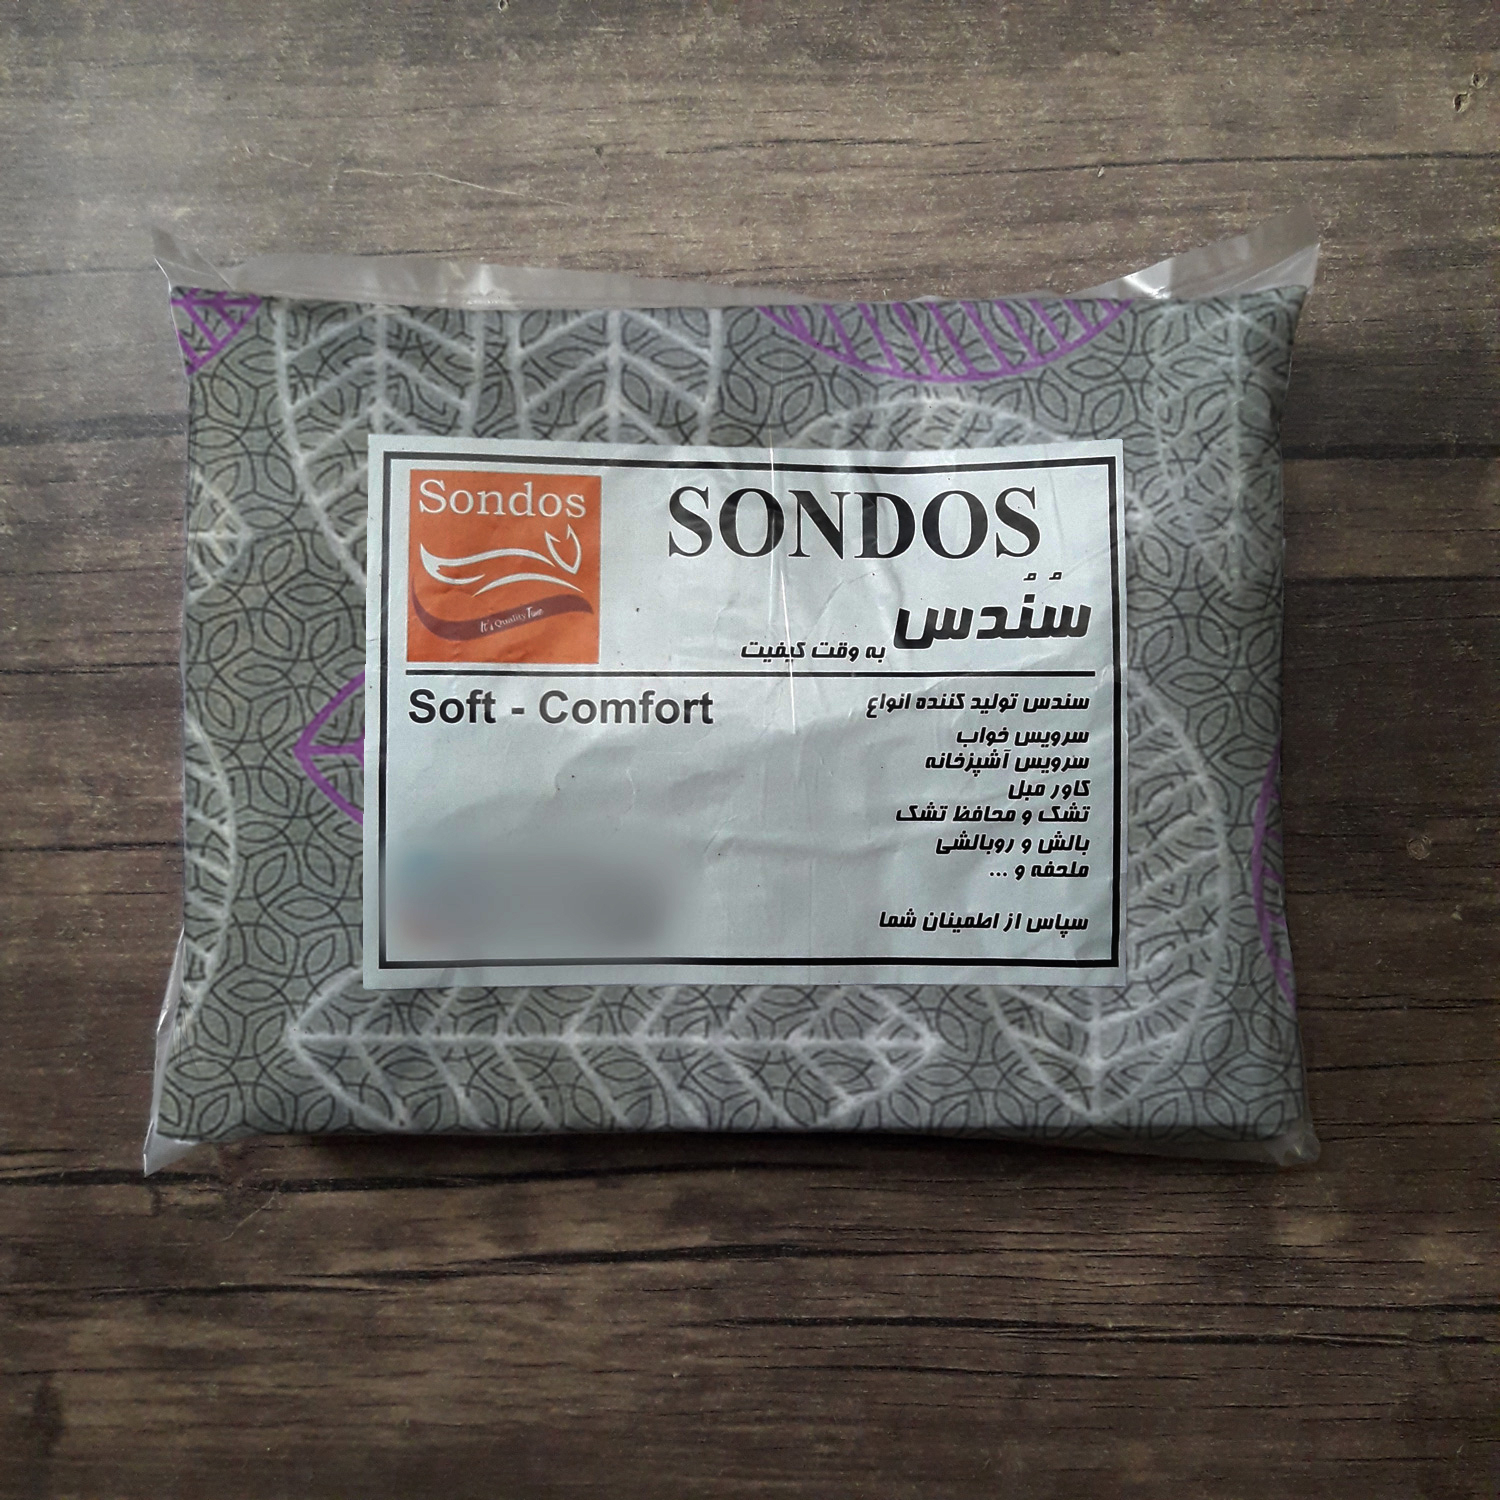 Sondos
It's Quality Time
SONDOS
سُنُدس
به وقت کیفیت
Soft - Comfort
سندس تولید کننده انواع
سرویس خواب
سرویس آشپزخانه
کاور مبل
تشک و محافظ تشک
بالش و روبالشی
ملحفه و ...
سپاس از اطمینان شما